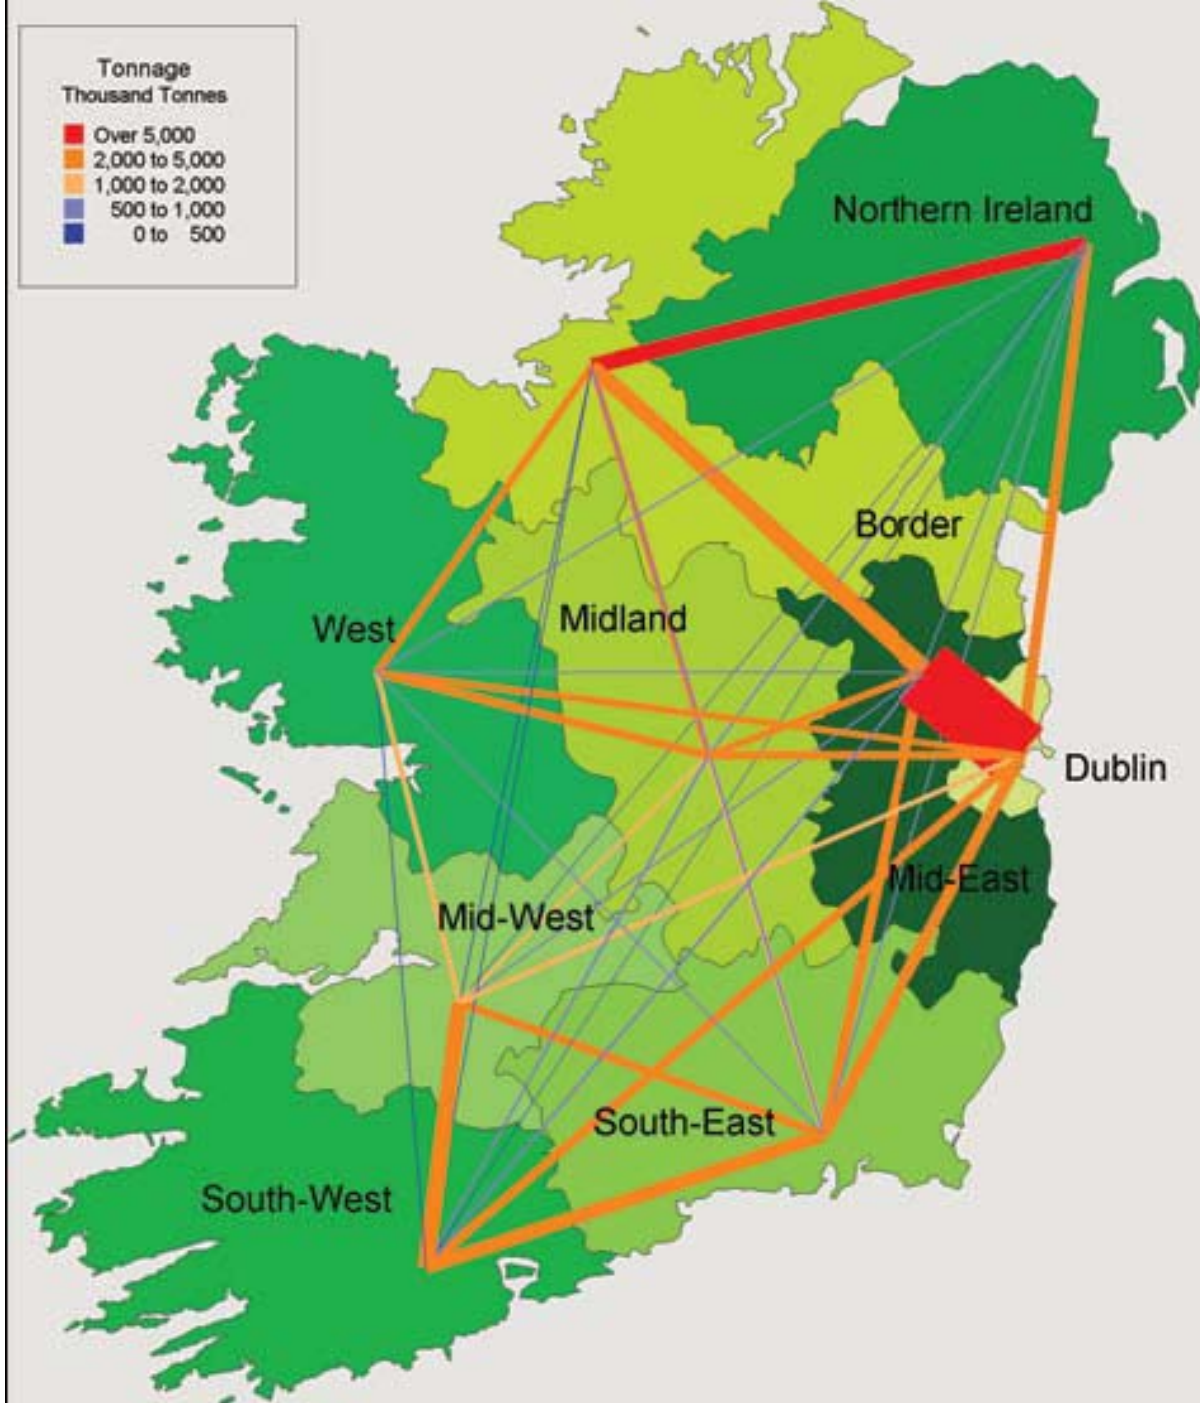 Tonnage
Thousand Tonnes
Over 5,000
2,000 to 5,000
1,000 to 2,000
500 to 1,000
0 to 500
Northern Ireland
Border
Midland
West
Dublin
Mid-East
Mid-West
South-East
South-West